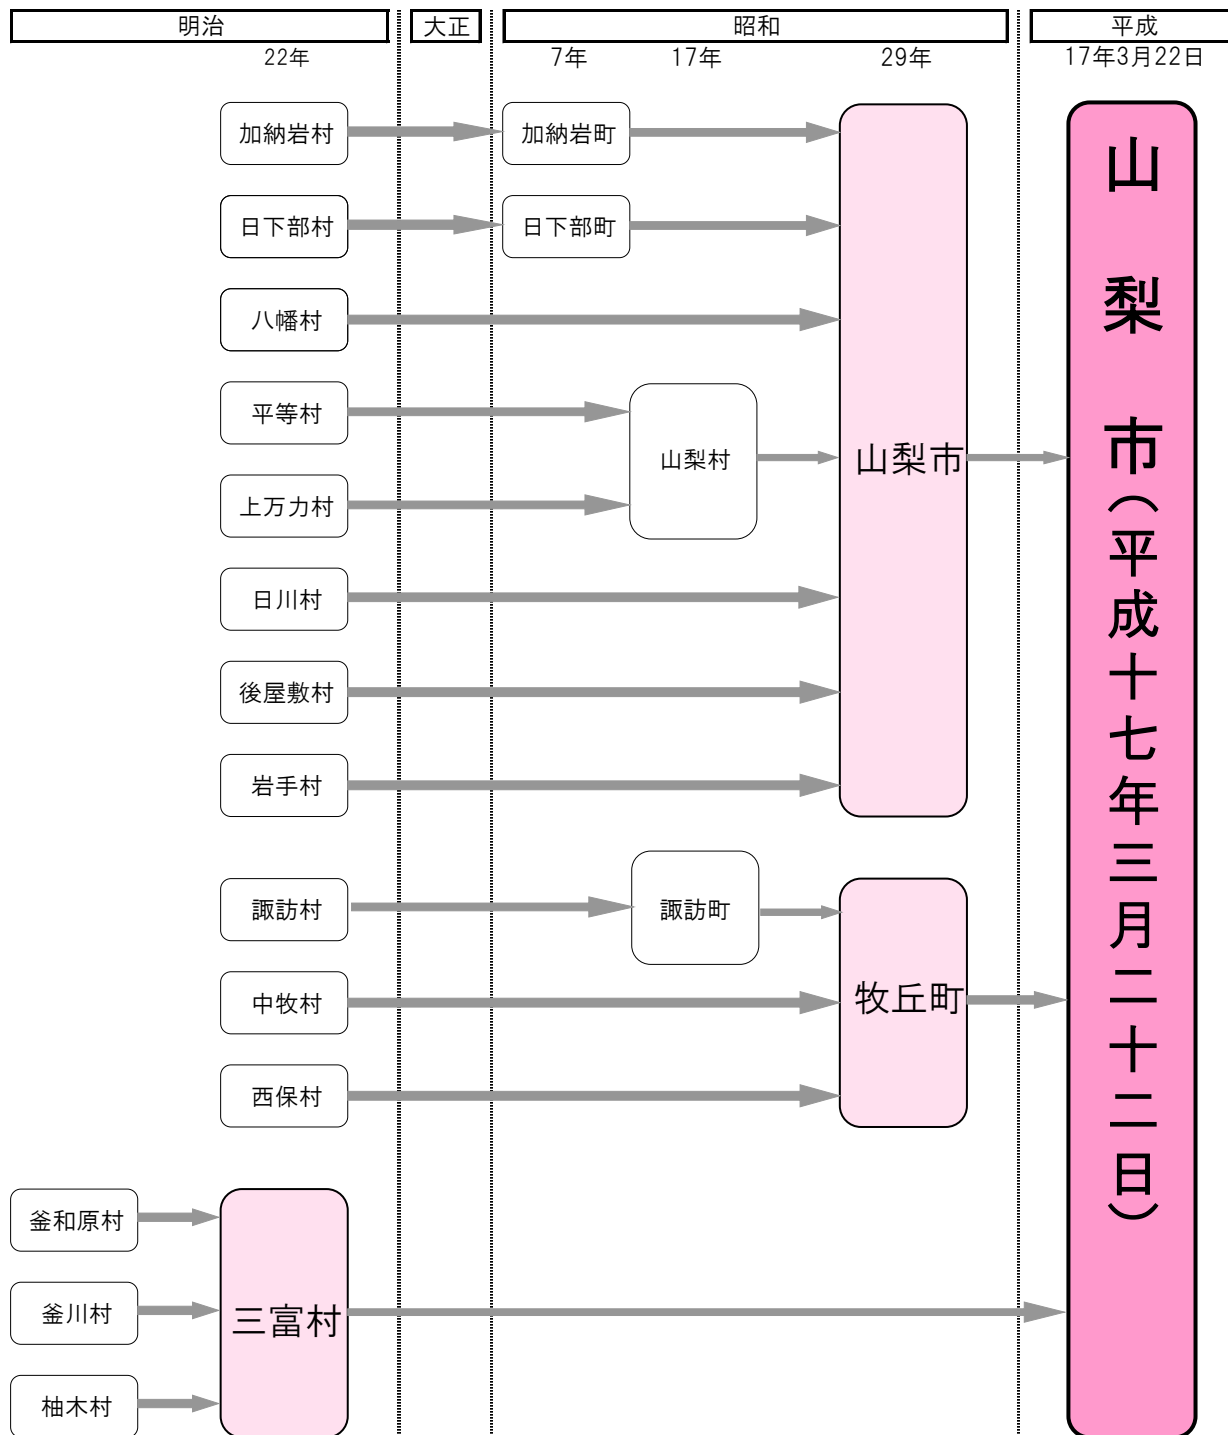 明治
大正
昭和
平成
22年
7年
17年
29年
17年3月22日
加納岩村
加納岩町
日下部村
日下部町
八幡村
平等村
山梨村
山梨市
上万力村
日川村
後屋敷村
岩手村
諏訪村
諏訪町
中牧村
牧丘町
西保村
釜和原村
釜川村
三富村
柚木村
山梨市（平成十七年三月二十二日）